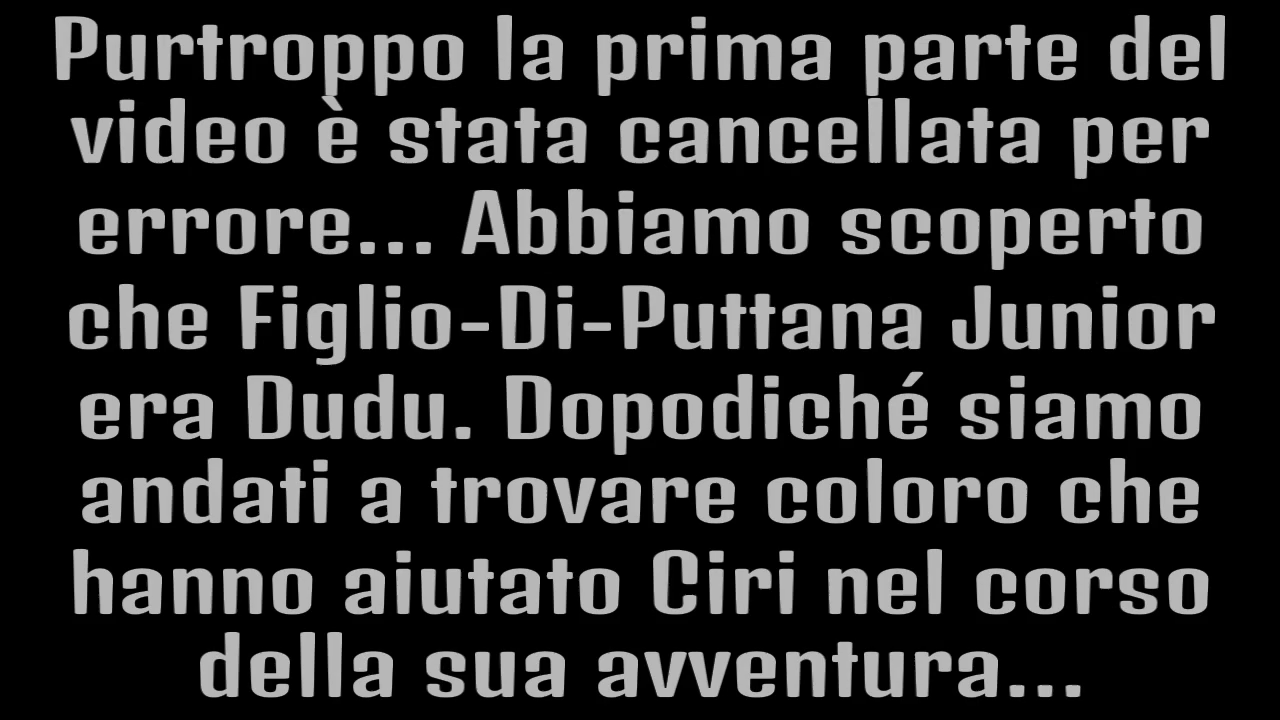 Purtroppo la prima parte del
video è stata cancellata per
errore... Abbiamo scoperto
che Figlio-Di-Puttana Junior
era Dudu. Dopodiché siamo
andati a trovare coloro che
hanno aiutato Ciri nel corso
della sua avventura...